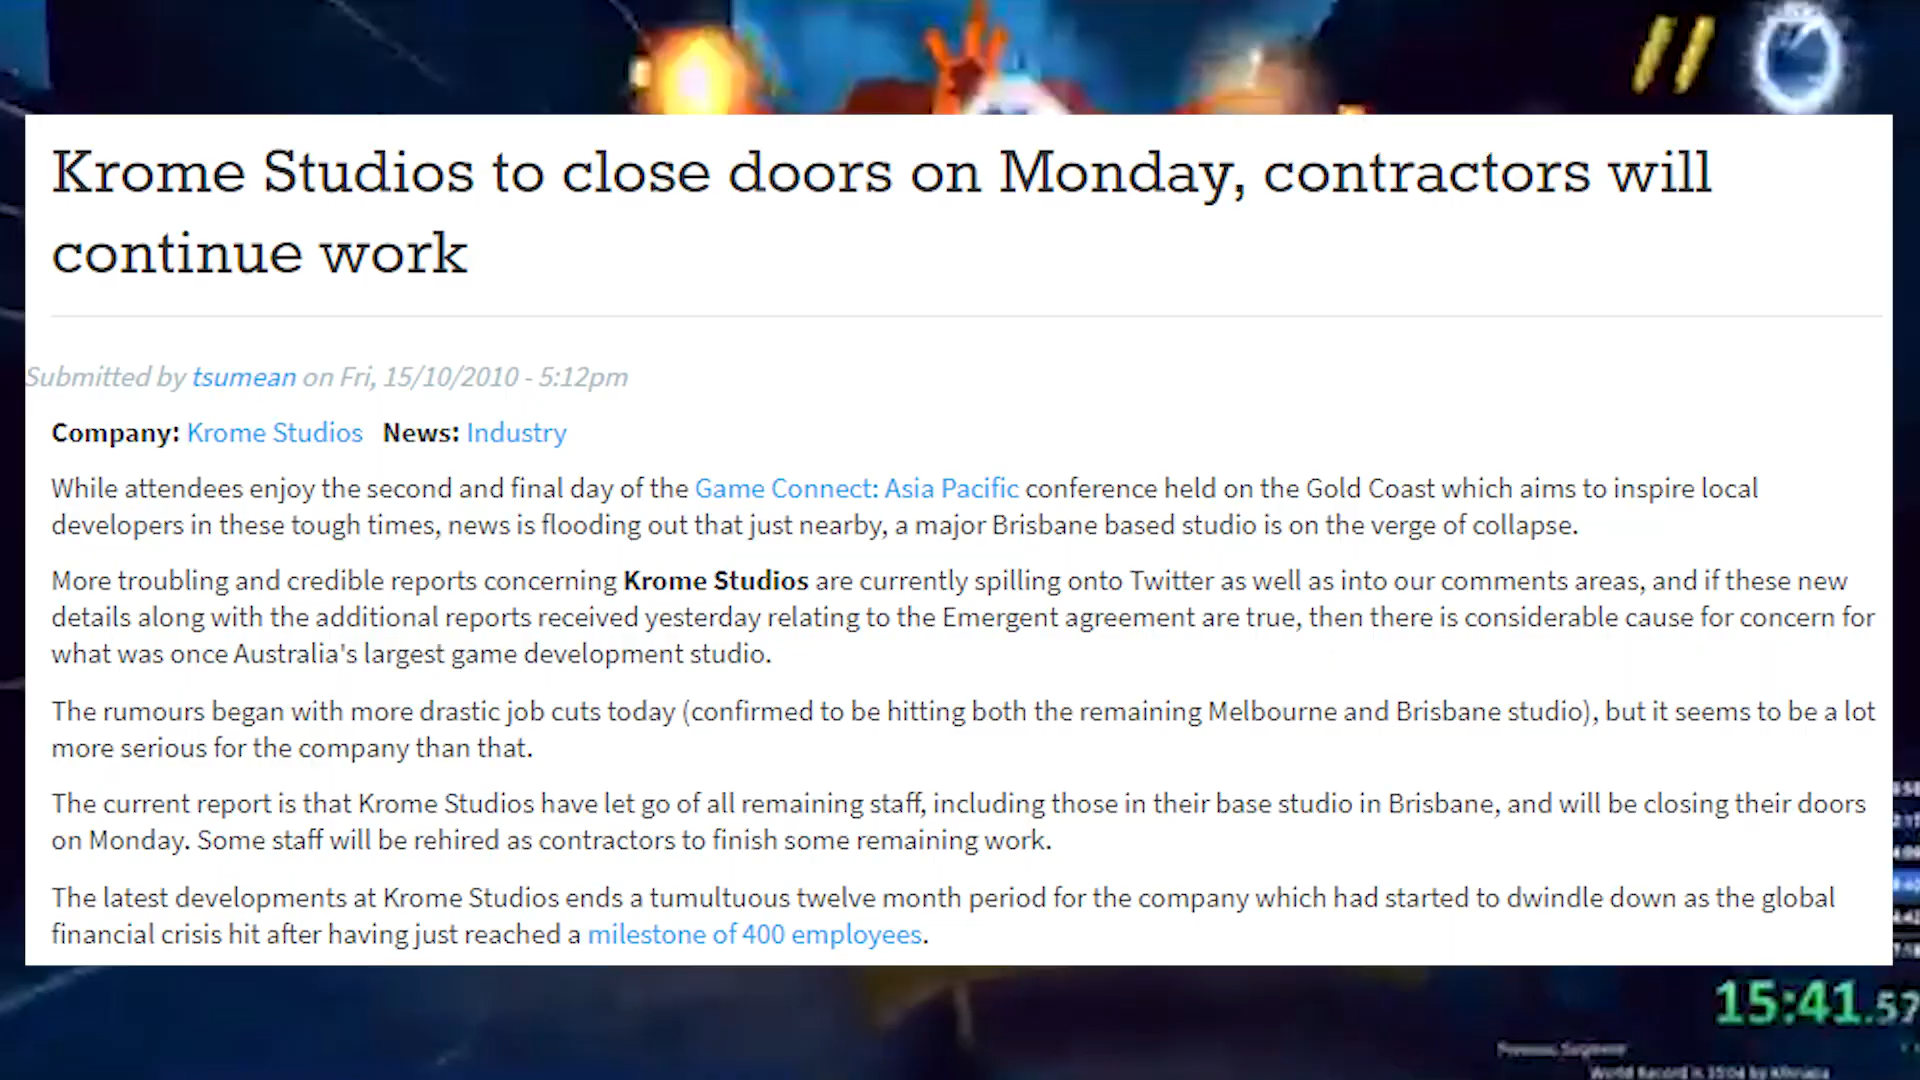 Krome Studios to close doors on Monday, contractors will
continue work
Submitted by tsumean on Fri, 15/10/2010 - 5:12pm
Company: Krome Studios News: Industry
While attendees enjoy the second and final day of the Game Connect: Asia Pacific conference held on the Gold Coast which aims to inspire local
developers in these tough times, news is flooding out that just nearby, a major Brisbane based studio is on the verge of collapse.
More troubling and credible reports concerning Krome Studios are currently spilling onto Twitter as well as into our comments areas, and if these new
details along with the additional reports received yesterday relating to the Emergent agreement are true, then there is considerable cause for concern for
what was once Australia's largest game development studio.
The rumours began with more drastic job cuts today (confirmed to be hitting both the remaining Melbourne and Brisbane studio), but it seems to be a lot
more serious for the company than that.
The current report is that Krome Studios have let go of all remaining staff, including those in their base studio in Brisbane, and will be closing their doors
on Monday. Some staff will be rehired as contractors to finish some remaining work.
The latest developments at Krome Studios ends a tumultuous twelve month period for the company which had started to dwindle down as the global
financial crisis hit after having just reached a milestone of 400 employees.
15:41.57
Previous Segment
World Record is 15:04 by